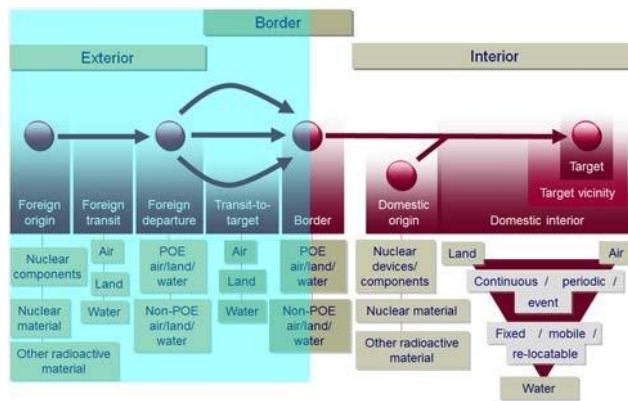 Border
Exterior
Interior
Target
Target vicinity
Foreign origin
Foreign transit
Foreign departure
Transit-to-target
Border
Domestic origin
Domestic interior
Nuclear components
Nuclear material
Other radioactive material
Air
Land
Water
POE air/land/water
Non-POE air/land/water
Air
Land
Water
POE air/land/water
Non-POE air/land/water
Nuclear devices/components
Nuclear material
Other radioactive material
Land
Air
Continuous / periodic / event
Fixed / mobile / re-locatable
Water